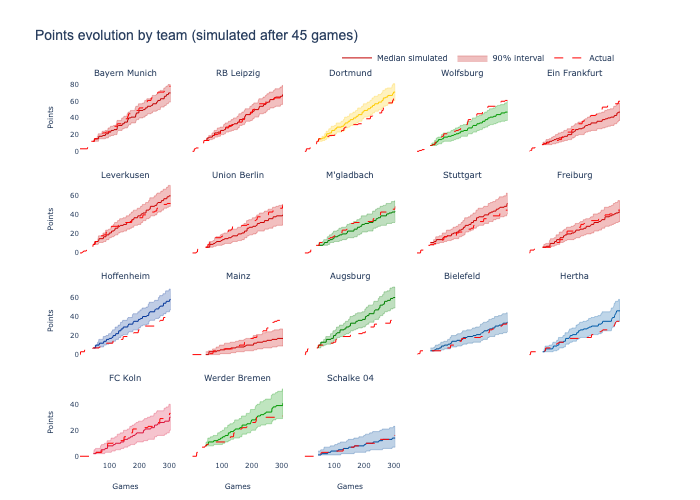 Points evolution by team (simulated after 45 games)
Median simulated 90% interval Actual
Bayern Munich RB Leipzig Dortmund Wolfsburg Ein Frankfurt
80
60
40
20
0
Points
Leverkusen Union Berlin M'gladbach Stuttgart Freiburg
60
40
20
0
Points
Hoffenheim Mainz Augsburg Bielefeld Hertha
60
40
20
0
Points
FC Koln Werder Bremen Schalke 04
40
20
0
Points
100 200 300 100 200 300 100 200 300
Games Games